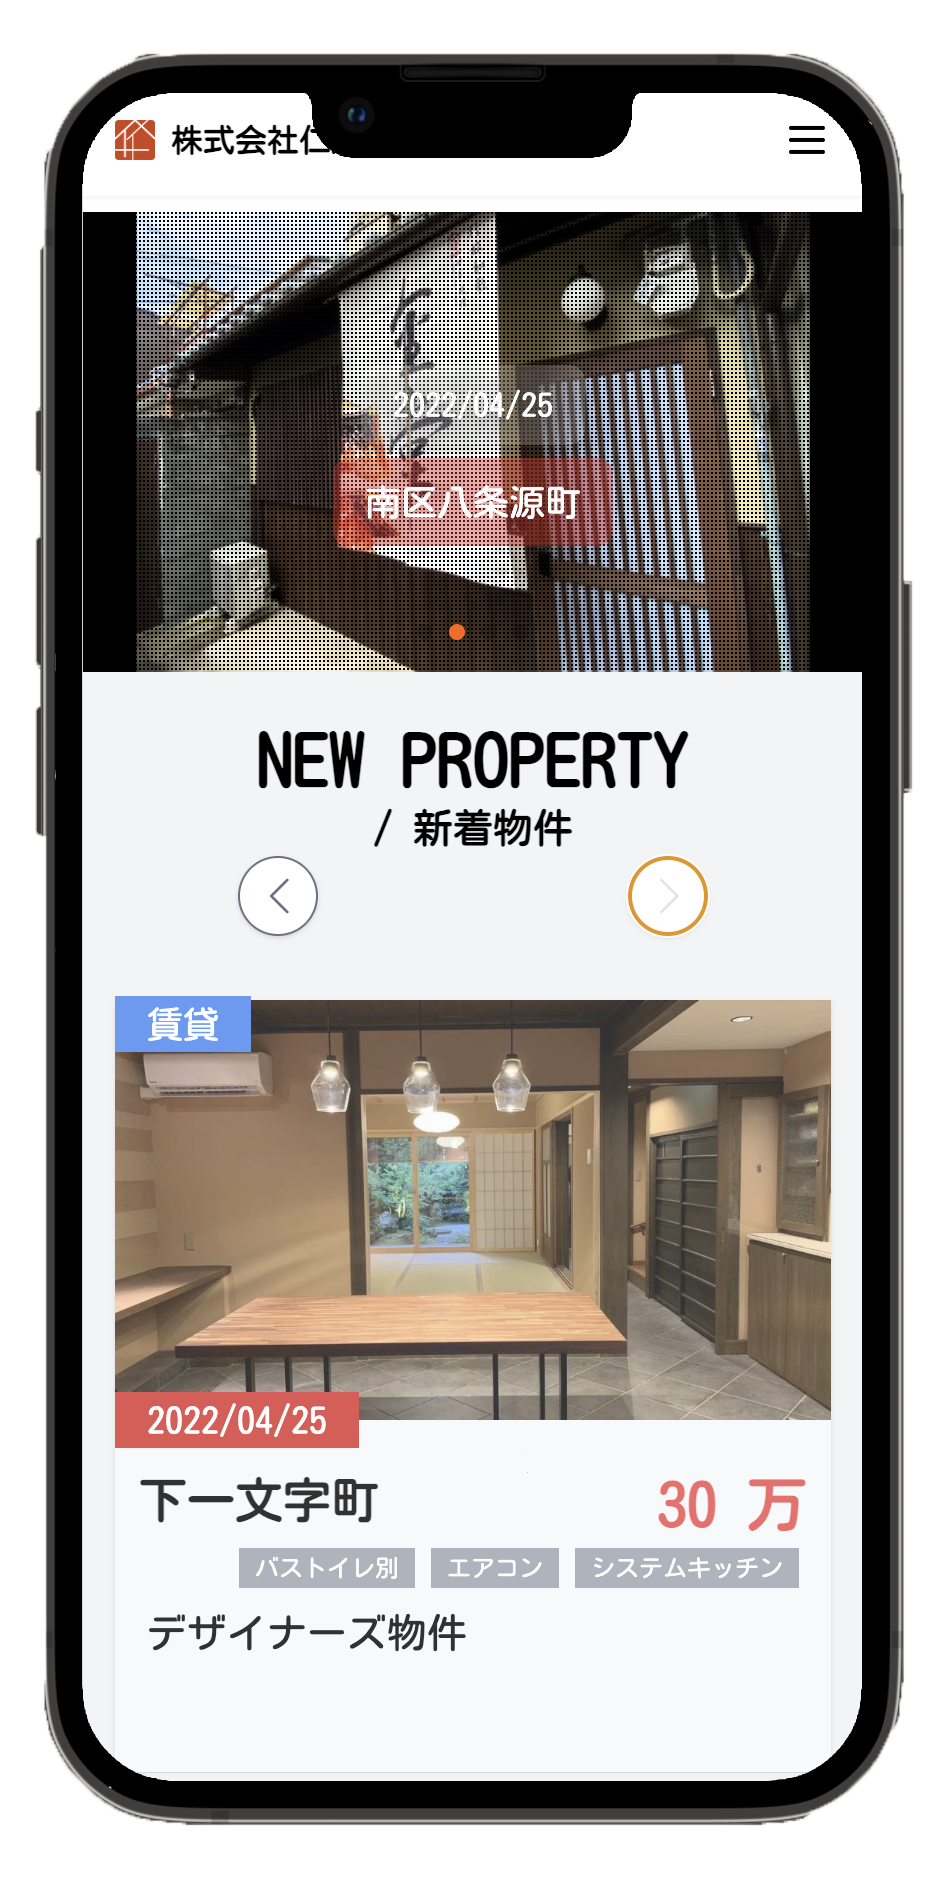 株式会社仁
2022/04/25
南区八条源町
NEW PROPERTY
/ 新着物件
賃貸
2022/04/25
下一文字町
30 万
バストイレ別 エアコン システムキッチン
デザイナーズ物件